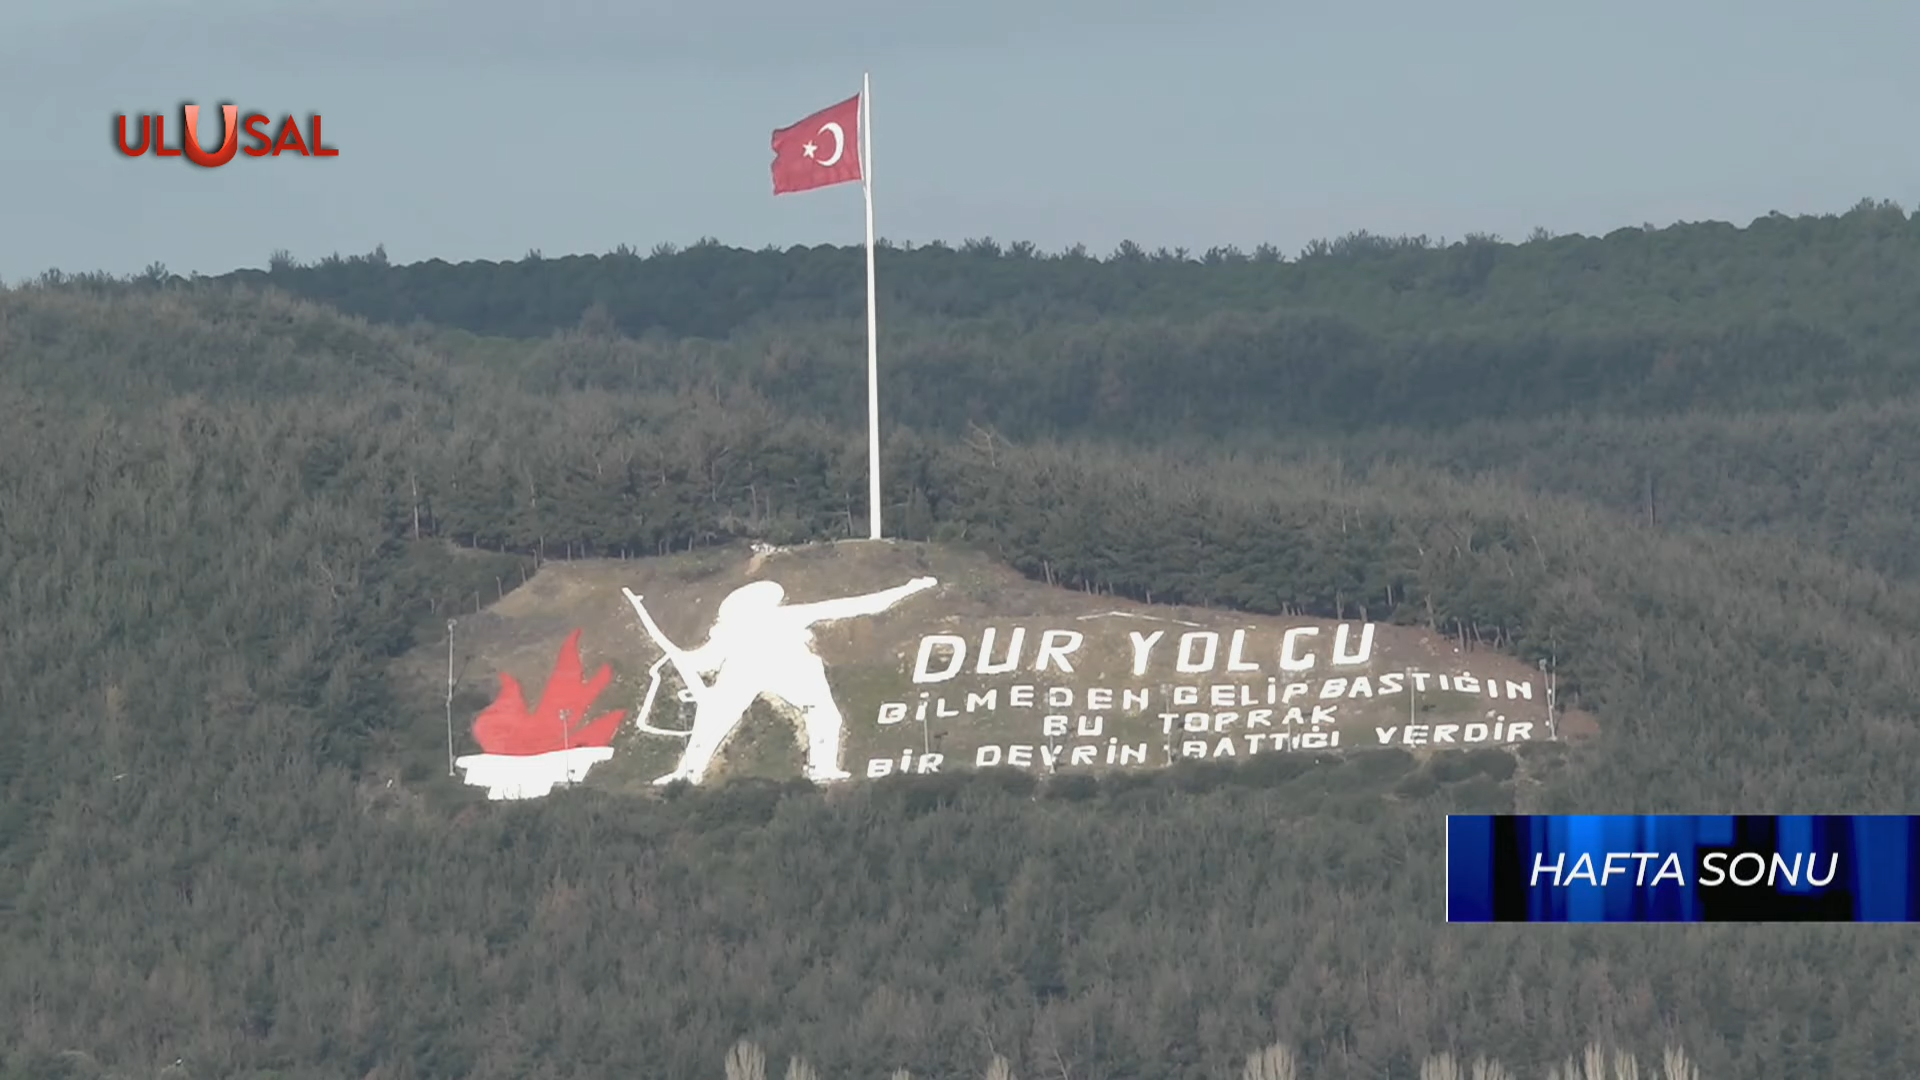 ULUSAL
DUR YOLCU
BİLMEDEN GELİP BASTIĞIN
BU TOPRAK
BİR DEVRİN BATTIĞI YERDİR
HAFTA SONU